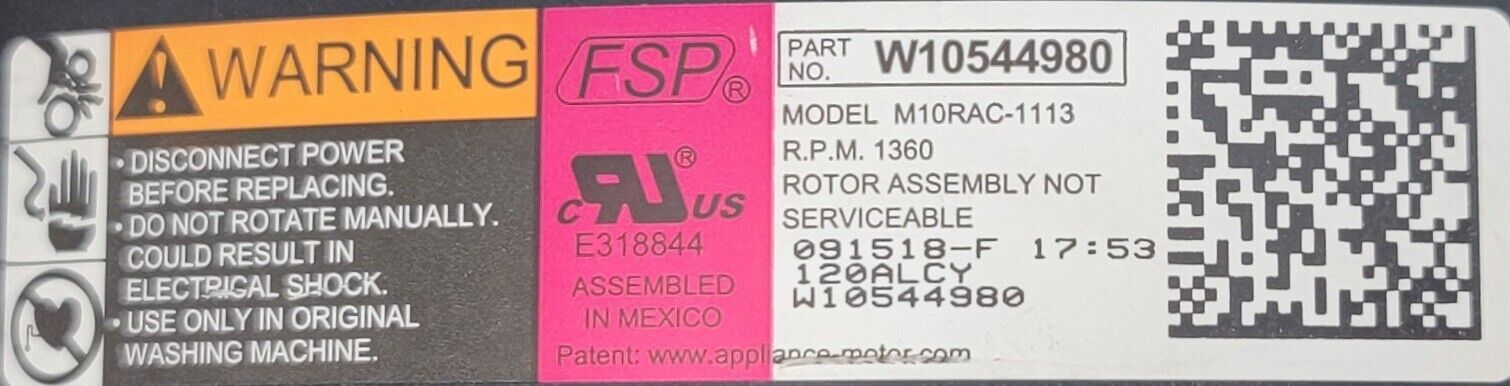 WARNING
• DISCONNECT POWER
BEFORE REPLACING.
• DO NOT ROTATE MANUALLY.
COULD RESULT IN
ELECTRICAL SHOCK.
• USE ONLY IN ORIGINAL
WASHING MACHINE.
FSP®
c RU® US
E318844
ASSEMBLED
IN MEXICO
Patent: www.appliance-motor.com
PART NO. W10544980
MODEL M10RAC-1113
R.P.M. 1360
ROTOR ASSEMBLY NOT
SERVICEABLE
091518-F 17:53
120ALCY
W10544980